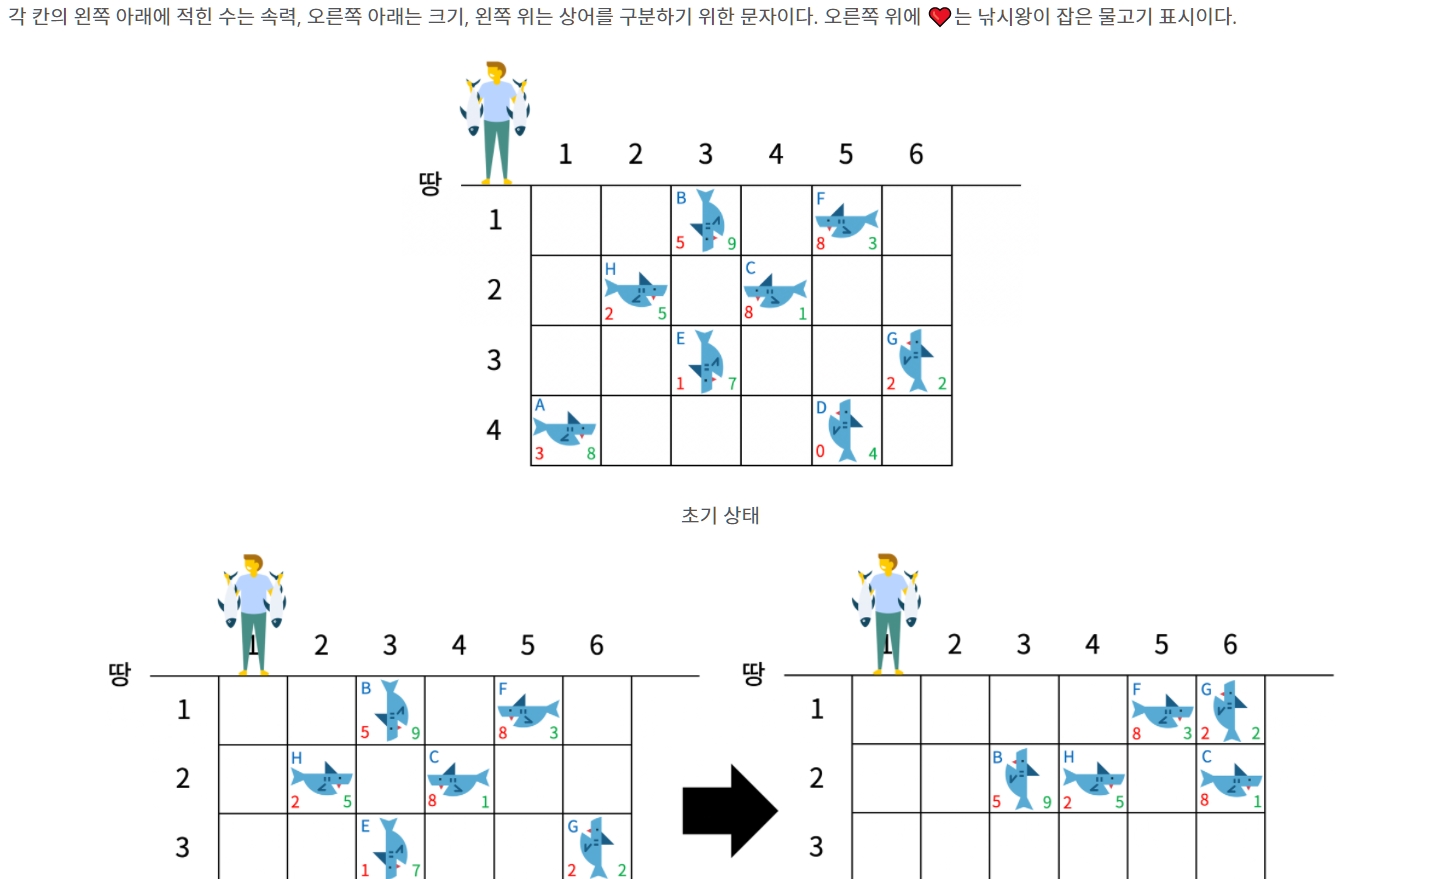 각 칸의 왼쪽 아래에 적힌 수는 속력, 오른쪽 아래는 크기, 왼쪽 위는 상어를 구분하기 위한 문자이다. 오른쪽 위에 ❤는 낚시왕이 잡은 물고기 표시이다.
1 2 3 4 5 6
땅
1
B F
5 9 8 3
2
H C
2 5 8 1
3
E G
1 7 2 2
4
A D
3 8 0 4
초기 상태
1 2 3 4 5 6
땅
1
B F
5 9 8 3
2
H C
2 5 8 1
3
E G
1 7 2 2
1 2 3 4 5 6
땅
1
F G
8 3 2 2
2
B H C
5 9 2 5 8 1
3